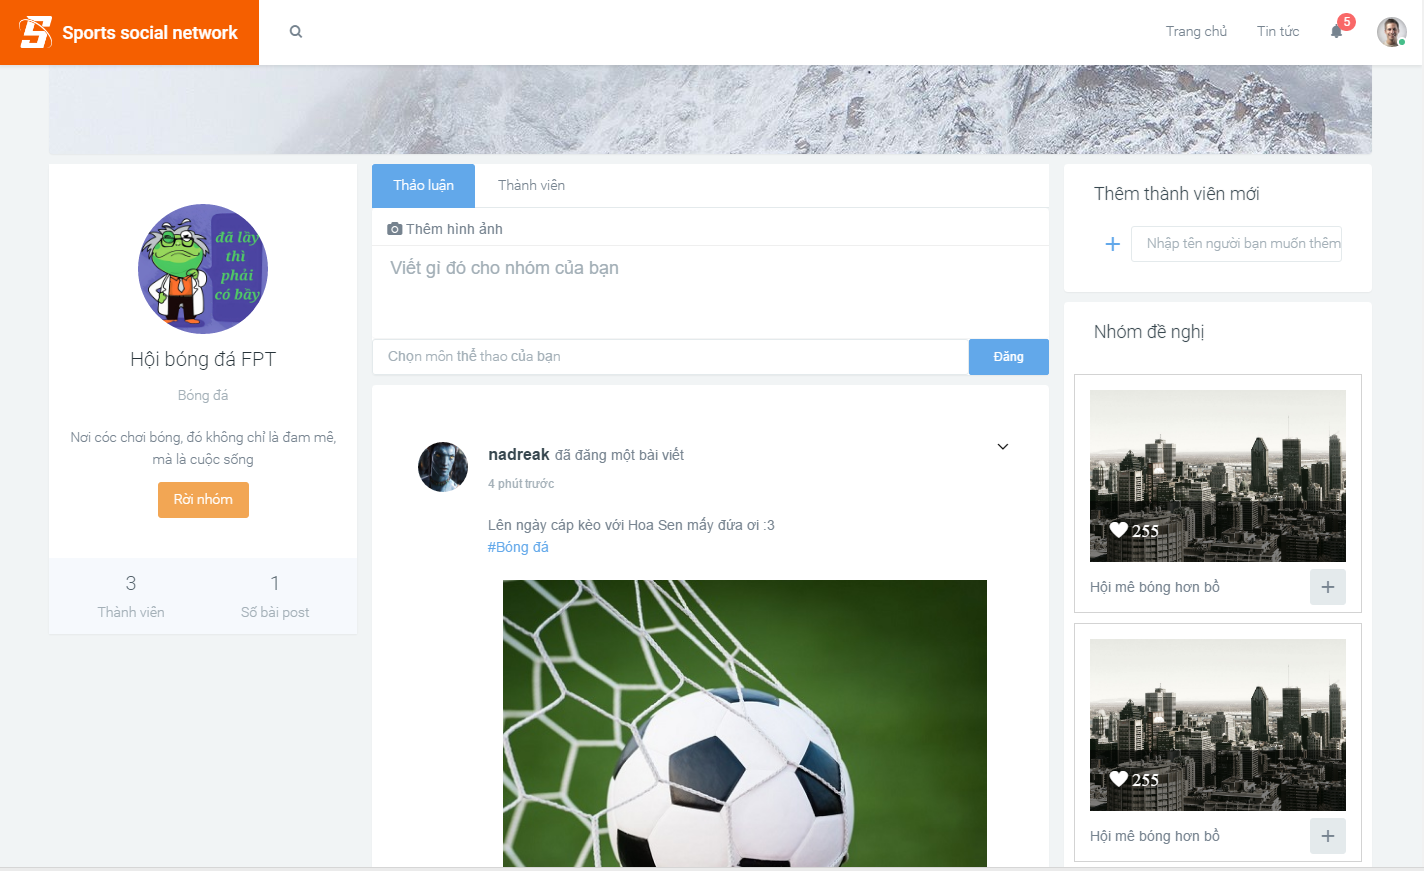 Sports social network
Trang chủ
Tin tức
5
đã lầy
thì
phải
có bầy
Hội bóng đá FPT
Bóng đá
Nơi cóc chơi bóng, đó không chỉ là đam mê,
mà là cuộc sống
Rời nhóm
3
Thành viên
1
Số bài post
Thảo luận
Thành viên
Thêm hình ảnh
Viết gì đó cho nhóm của bạn
Chọn môn thể thao của bạn
Đăng
nadreak đã đăng một bài viết
4 phút trước
Lên ngày cáp kèo với Hoa Sen mấy đứa ơi :3
#Bóng đá
Thêm thành viên mới
Nhập tên người bạn muốn thêm
Nhóm đề nghị
255
Hội mê bóng hơn bồ
255
Hội mê bóng hơn bồ